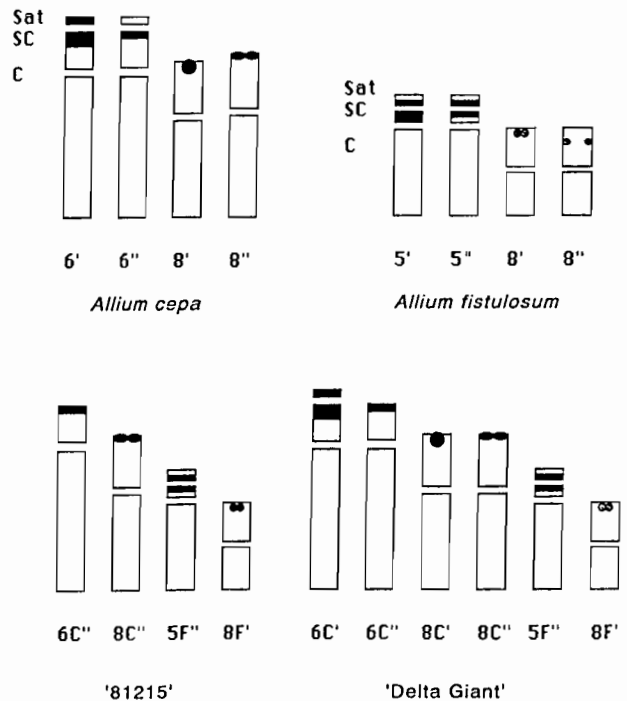 Sat
SC
C
6' 6" 8' 8"
Allium cepa
Sat
SC
C
5' 5" 8' 8"
Allium fistulosum
6C" 8C" 5F" 8F'
'81215'
6C' 6C" 8C' 8C" 5F" 8F'
'Delta Giant'